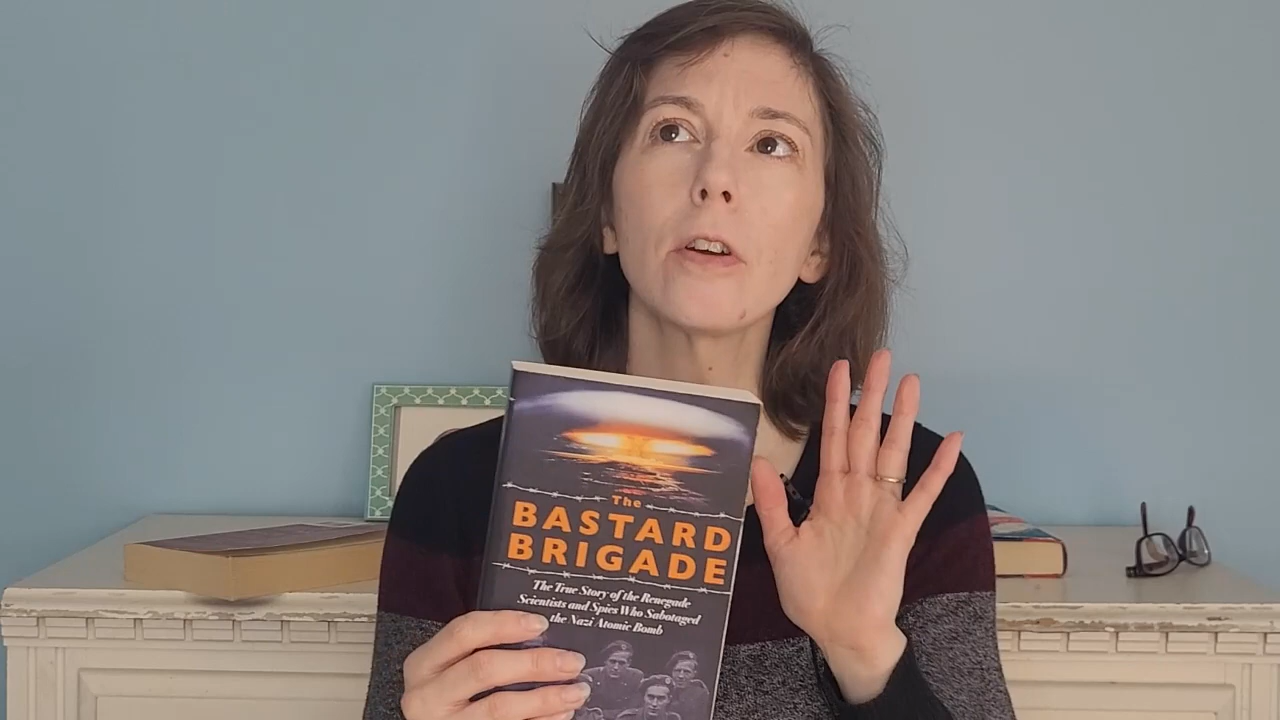 The
BASTARD
BRIGADE
The True Story of the Renegade
Scientists and Spies Who Sabotaged
the Nazi Atomic Bomb